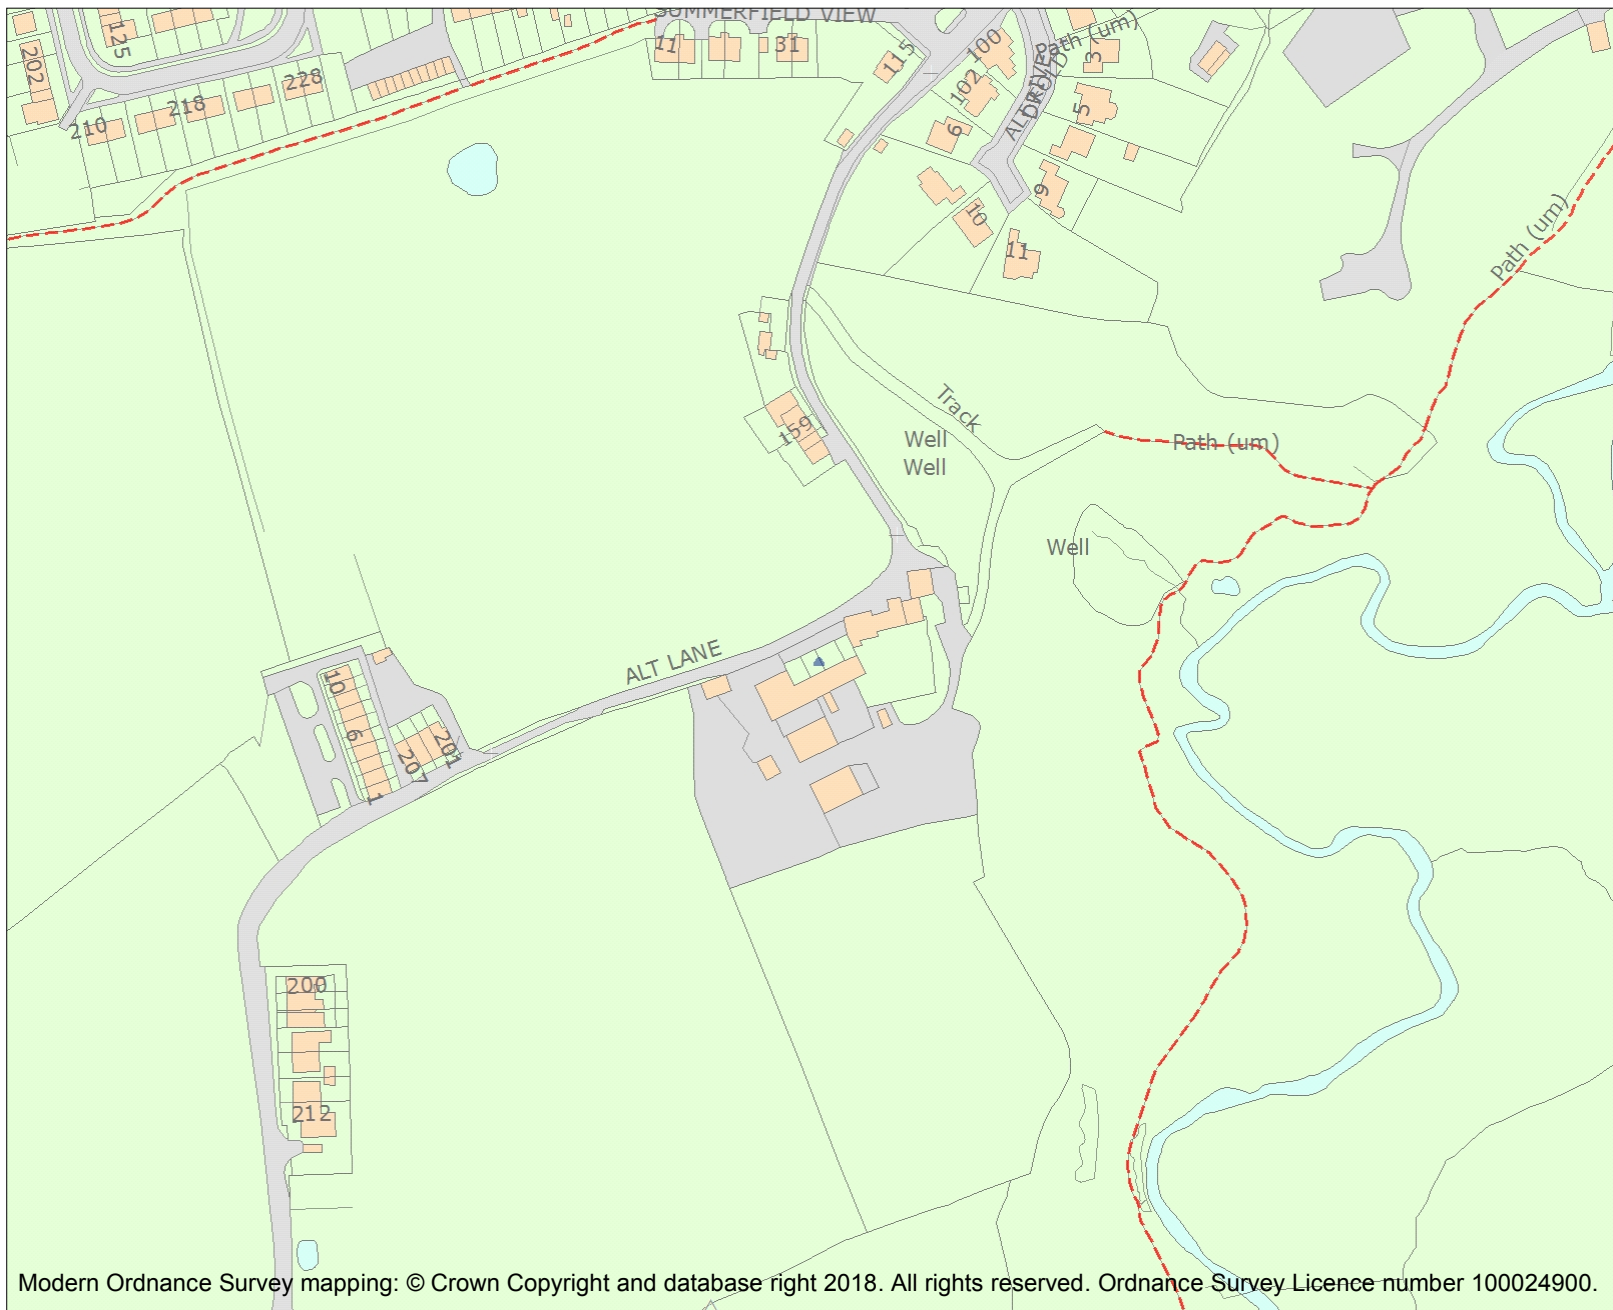 SUMMERFIELD VIEW
202
125
11
31
115
100
Path (um)
3
228
102
ALDERFOLD
DRIVE
218
5
210
6
9
10
11
Path (um)
Track
159
Well
Well
Path (um)
Well
ALT LANE
10
6
1
207
201
200
212
Modern Ordnance Survey mapping: © Crown Copyright and database right 2018. All rights reserved. Ordnance Survey Licence number 100024900.